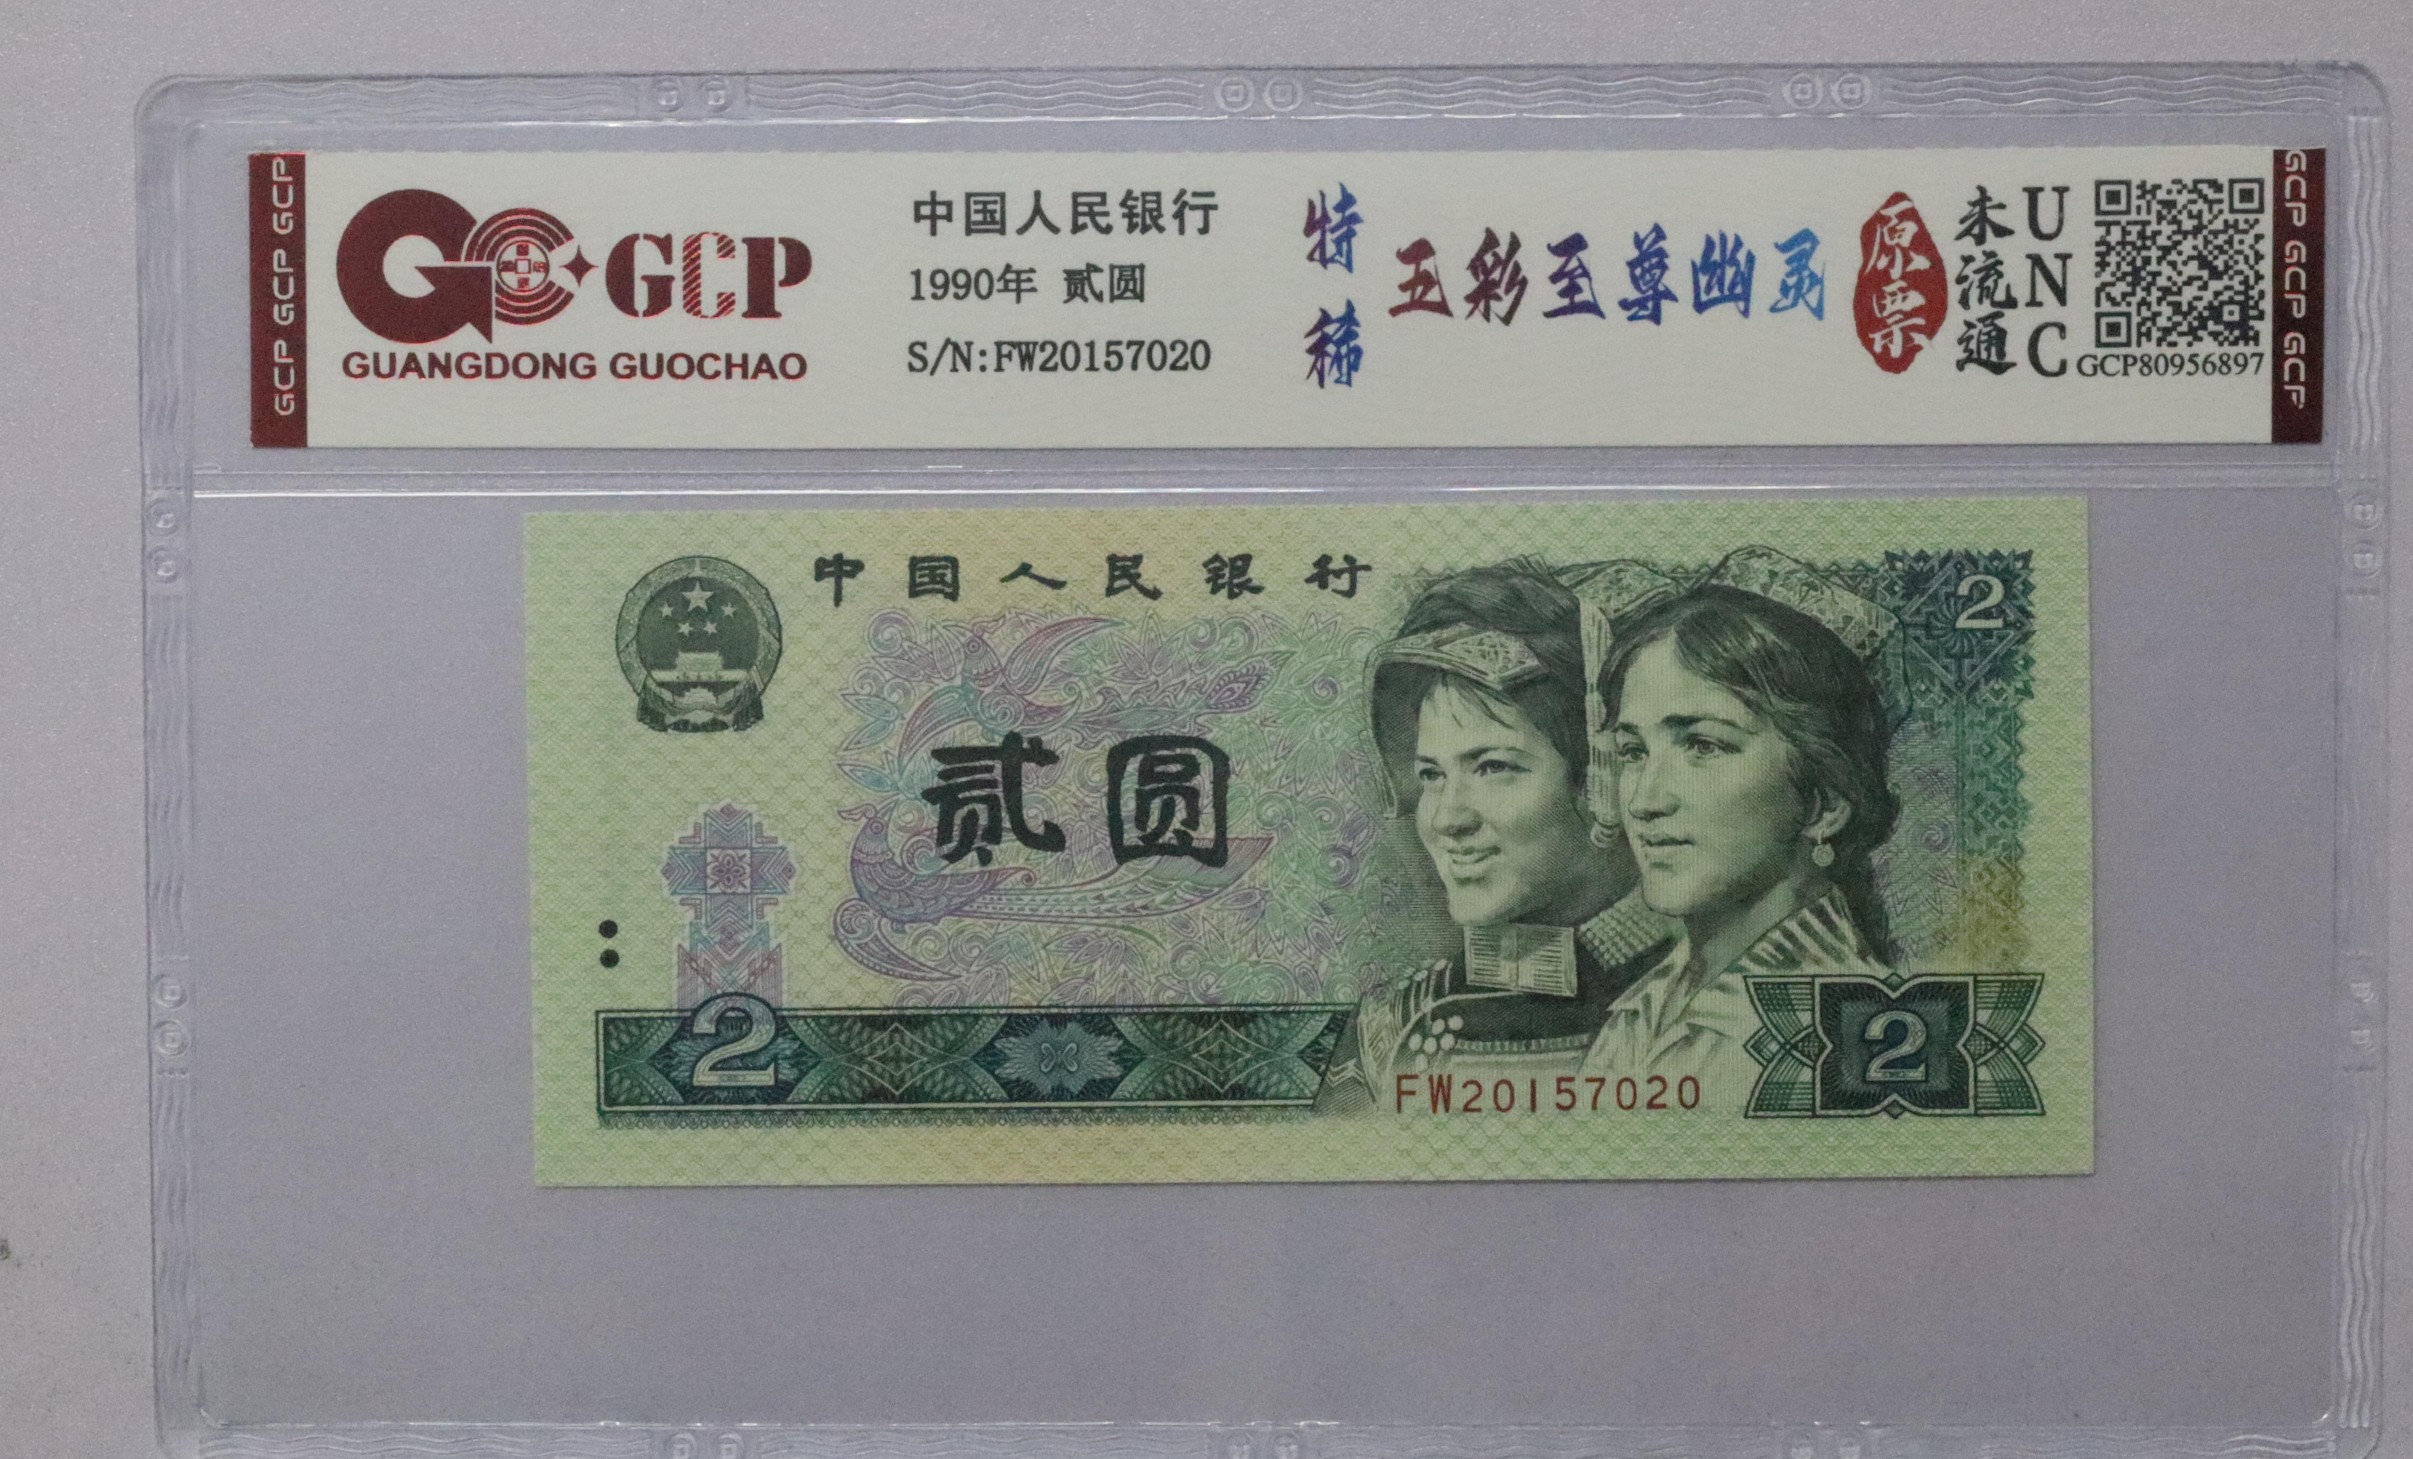 GCP GCP GCP
GCP
GUANGDONG GUOCHAO
中国人民银行
1990年 贰圆
S/N:FW20157020
特稀
五彩至尊幽灵
原票
未流通
UNC
GCP80956897
GCP GCP GCP
中国人民银行
2
贰圆
2
FW20157020
2